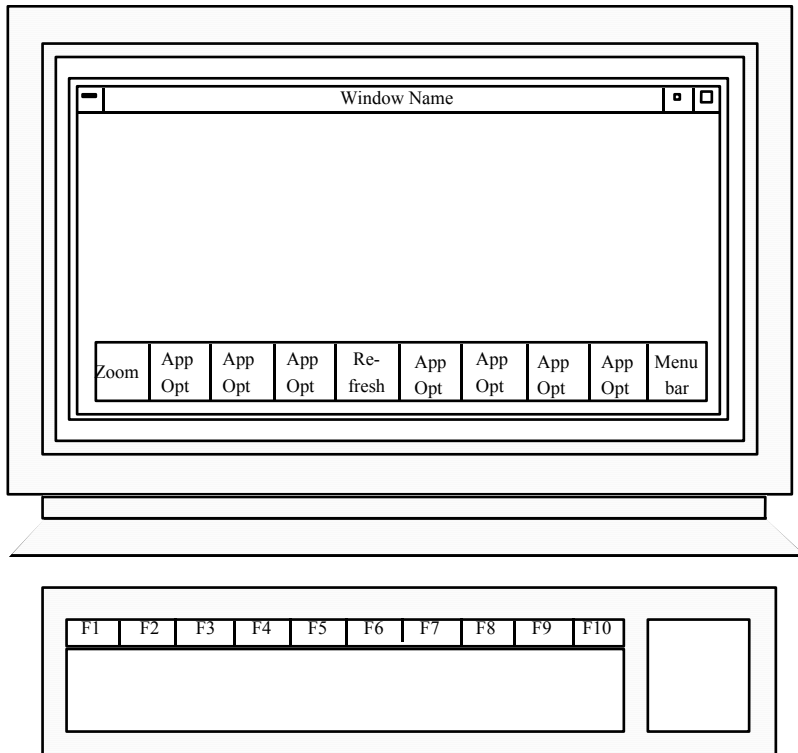 Window Name
Zoom App App App Re- App App App App Menu
Opt Opt Opt fresh Opt Opt Opt Opt bar
F1 F2 F3 F4 F5 F6 F7 F8 F9 F10